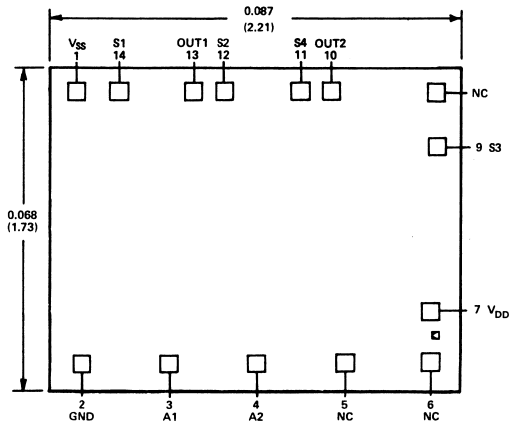 0.087
(2.21)
VSS S1 OUT1 S2 S4 OUT2
1 14 13 12 11 10
NC
9 S3
0.068
(1.73)
7 VDD
2 3 4 5 6
GND A1 A2 NC NC